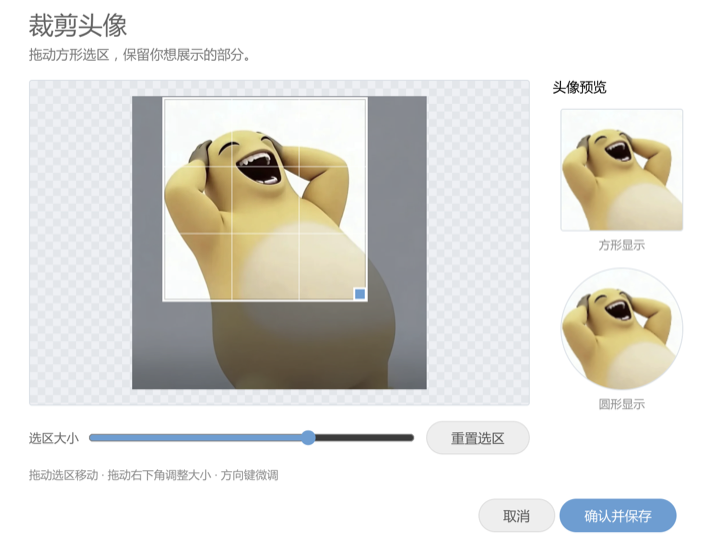 裁剪头像
拖动方形选区，保留你想展示的部分。
头像预览
方形显示
圆形显示
选区大小
重置选区
拖动选区移动 · 拖动右下角调整大小 · 方向键微调
取消
确认并保存